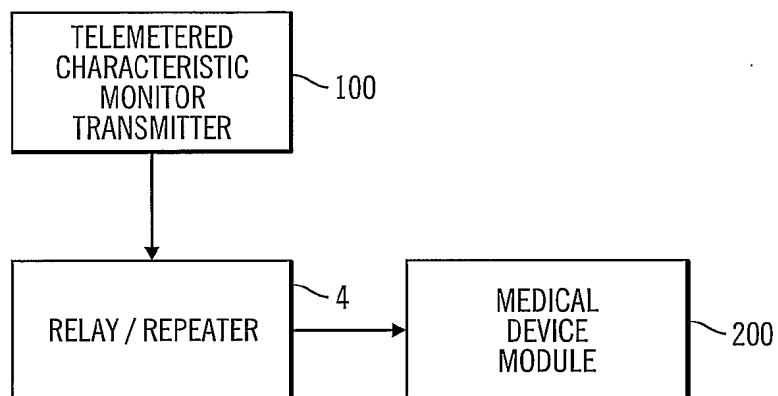 TELEMETERED
CHARACTERISTIC
MONITOR
TRANSMITTER
100
RELAY / REPEATER
4
MEDICAL
DEVICE
MODULE
200